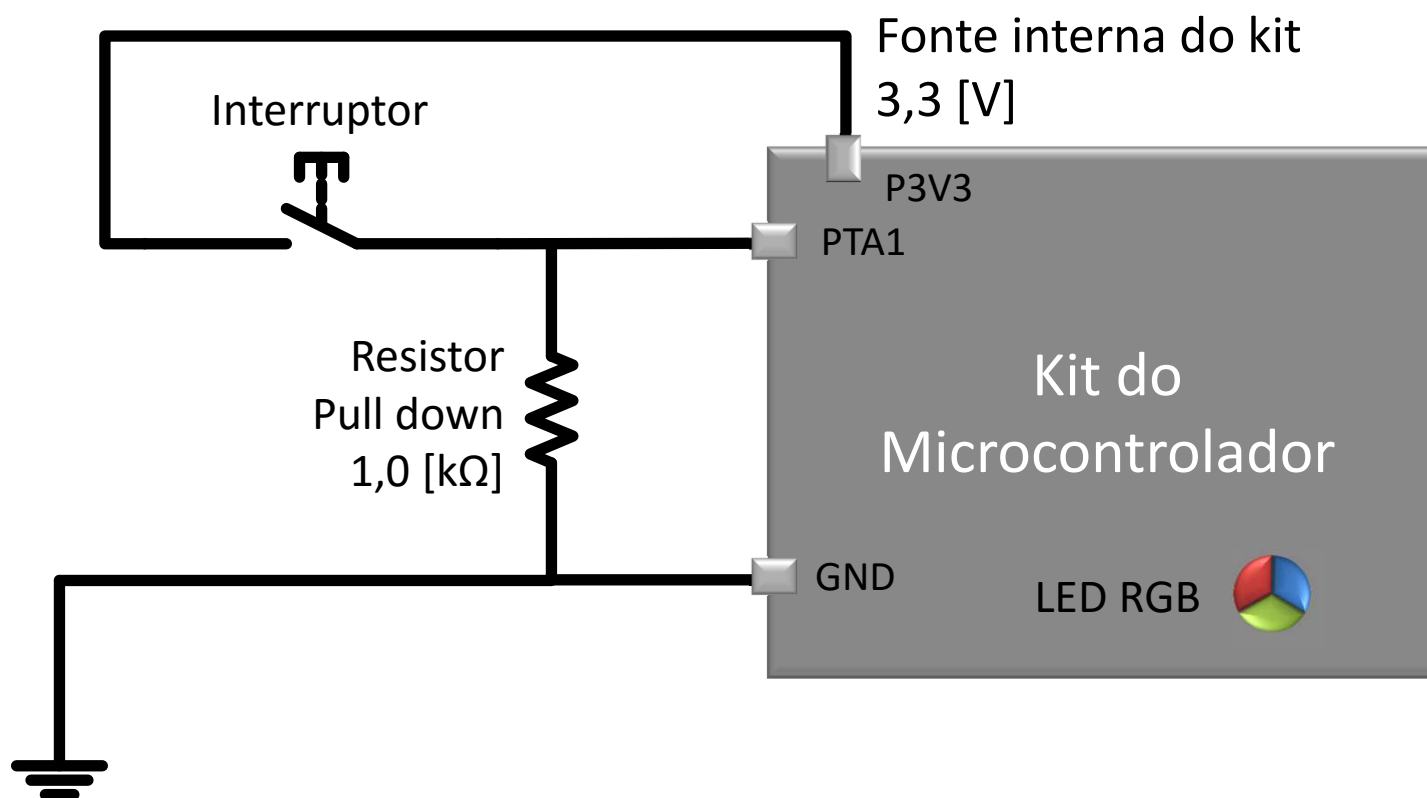 Fonte interna do kit
3,3 [V]
Interruptor
P3V3
PTA1
Resistor
Pull down
1,0 [kΩ]
Kit do
Microcontrolador
GND
LED RGB